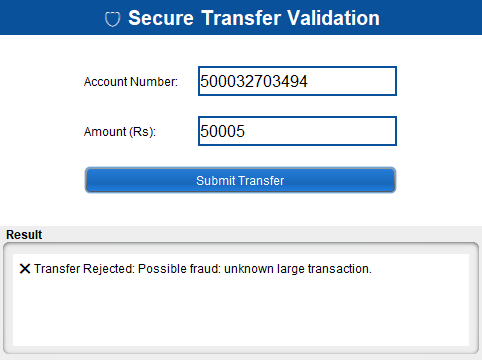 Secure Transfer Validation
Account Number: 500032703494
Amount (Rs): 50005
Submit Transfer
Result
Transfer Rejected: Possible fraud: unknown large transaction.